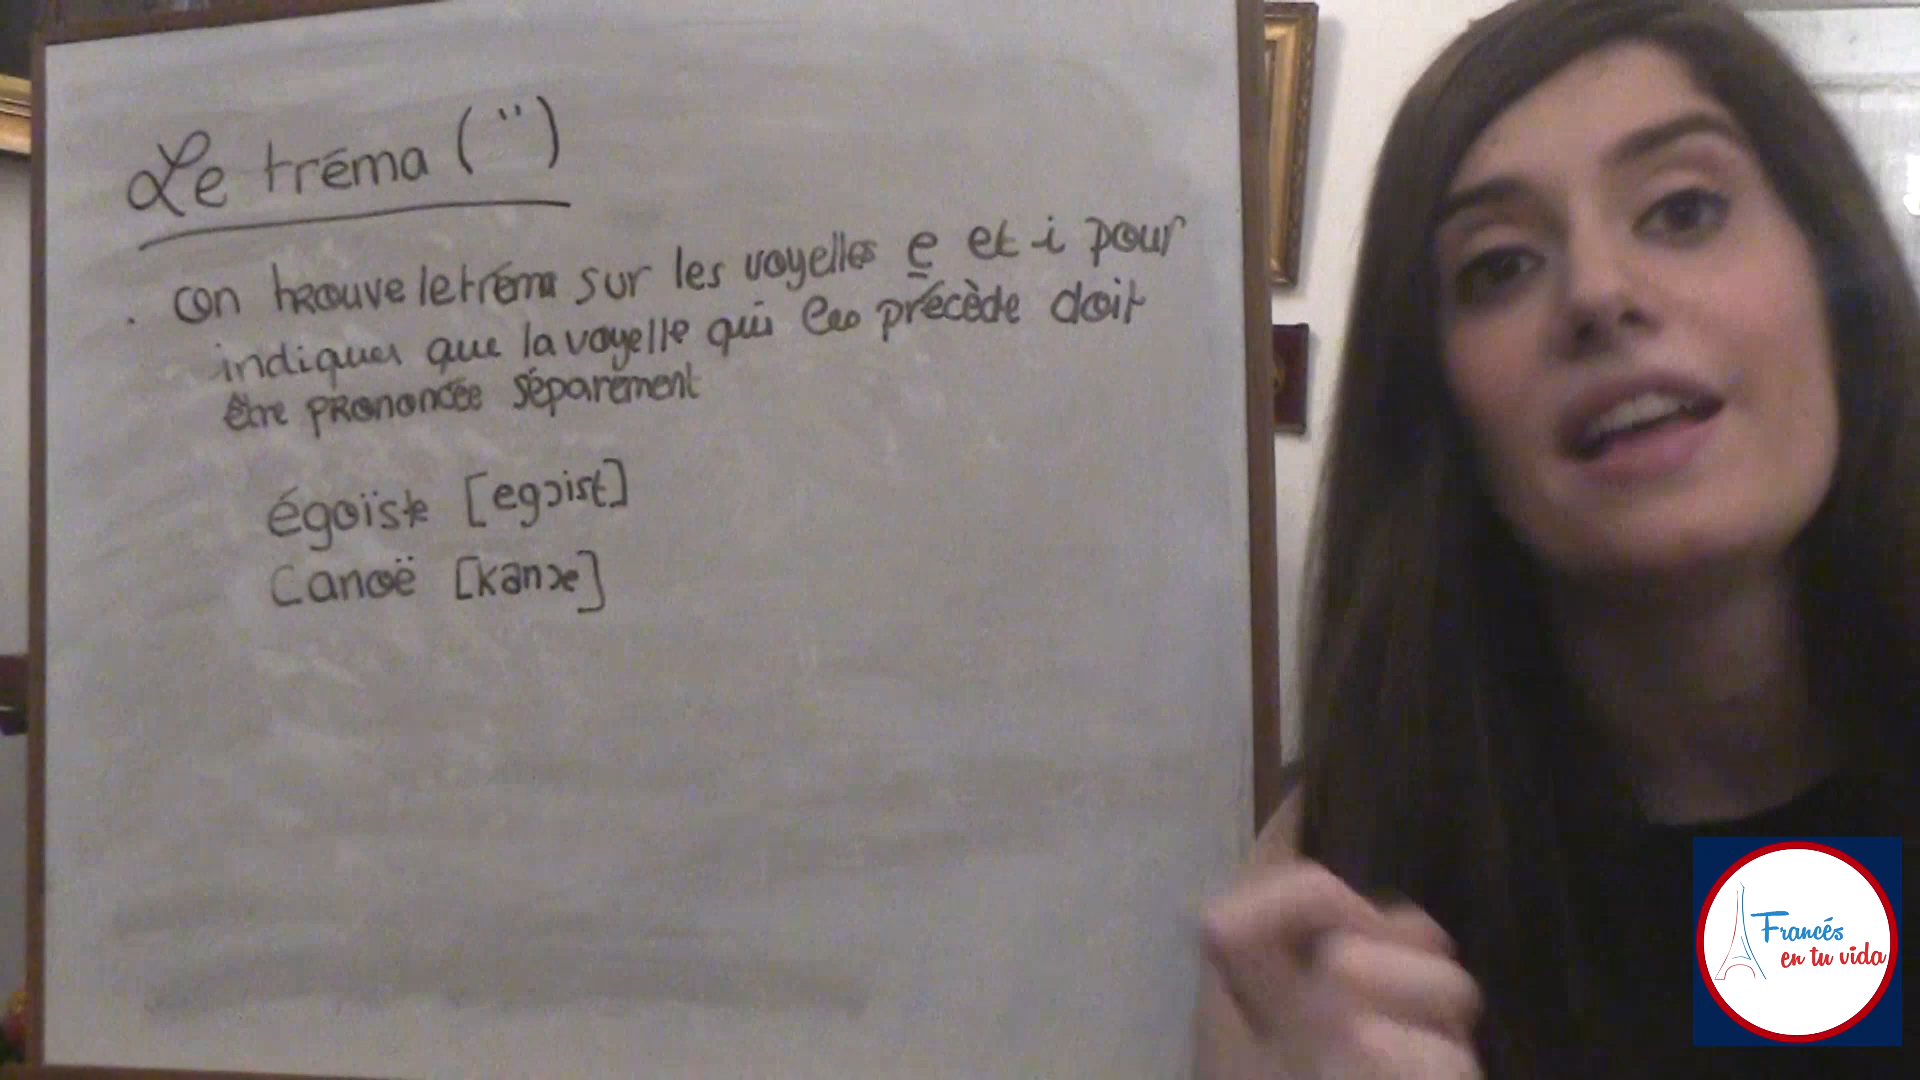 Le tréma (¨)
. on trouve le tréma sur les voyelles e et i pour
indiquer que la voyelle qui les précède doit
être prononcée séparément
égoïste [egɔist]
Canoë [kanɔe]
Francés
en tu vida